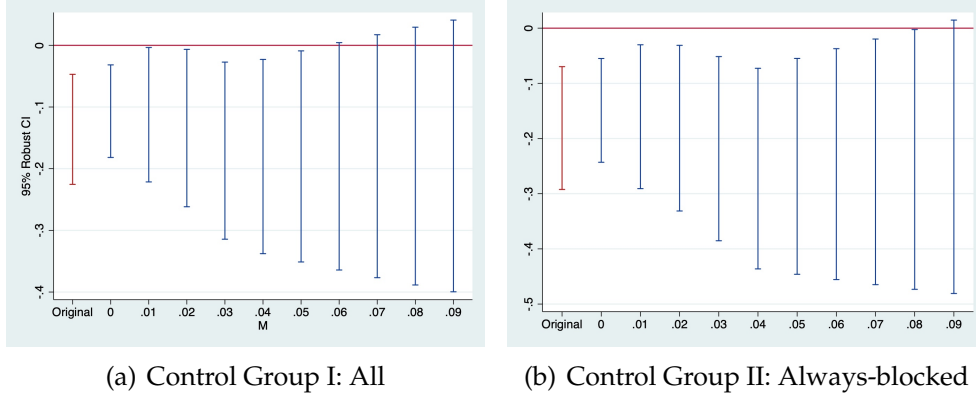 95% Robust CI
0
-.1
-.2
-.3
-.4
Original 0 .01 .02 .03 .04 .05 .06 .07 .08 .09
M
(a) Control Group I: All
0
-.1
-.2
-.3
-.4
-.5
Original 0 .01 .02 .03 .04 .05 .06 .07 .08 .09
(b) Control Group II: Always-blocked